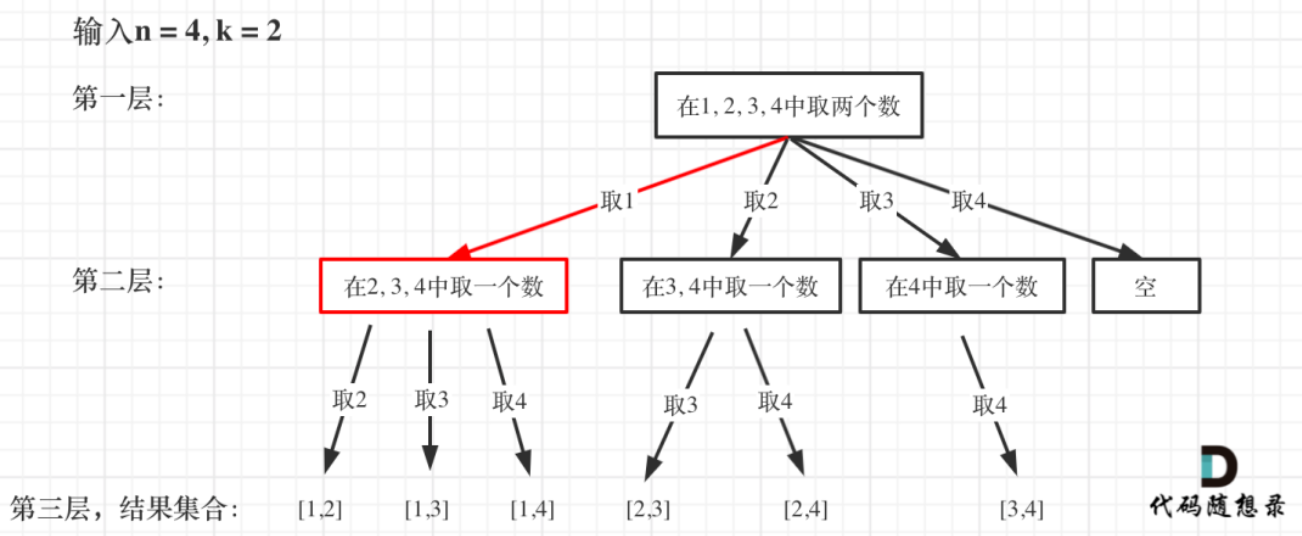 输入n = 4, k = 2
第一层：
在1, 2, 3, 4中取两个数
取1
取2
取3
取4
第二层：
在2, 3, 4中取一个数
在3, 4中取一个数
在4中取一个数
空
取2
取3
取4
取3
取4
取4
第三层，结果集合：
[1,2]
[1,3]
[1,4]
[2,3]
[2,4]
[3,4]
代码随想录